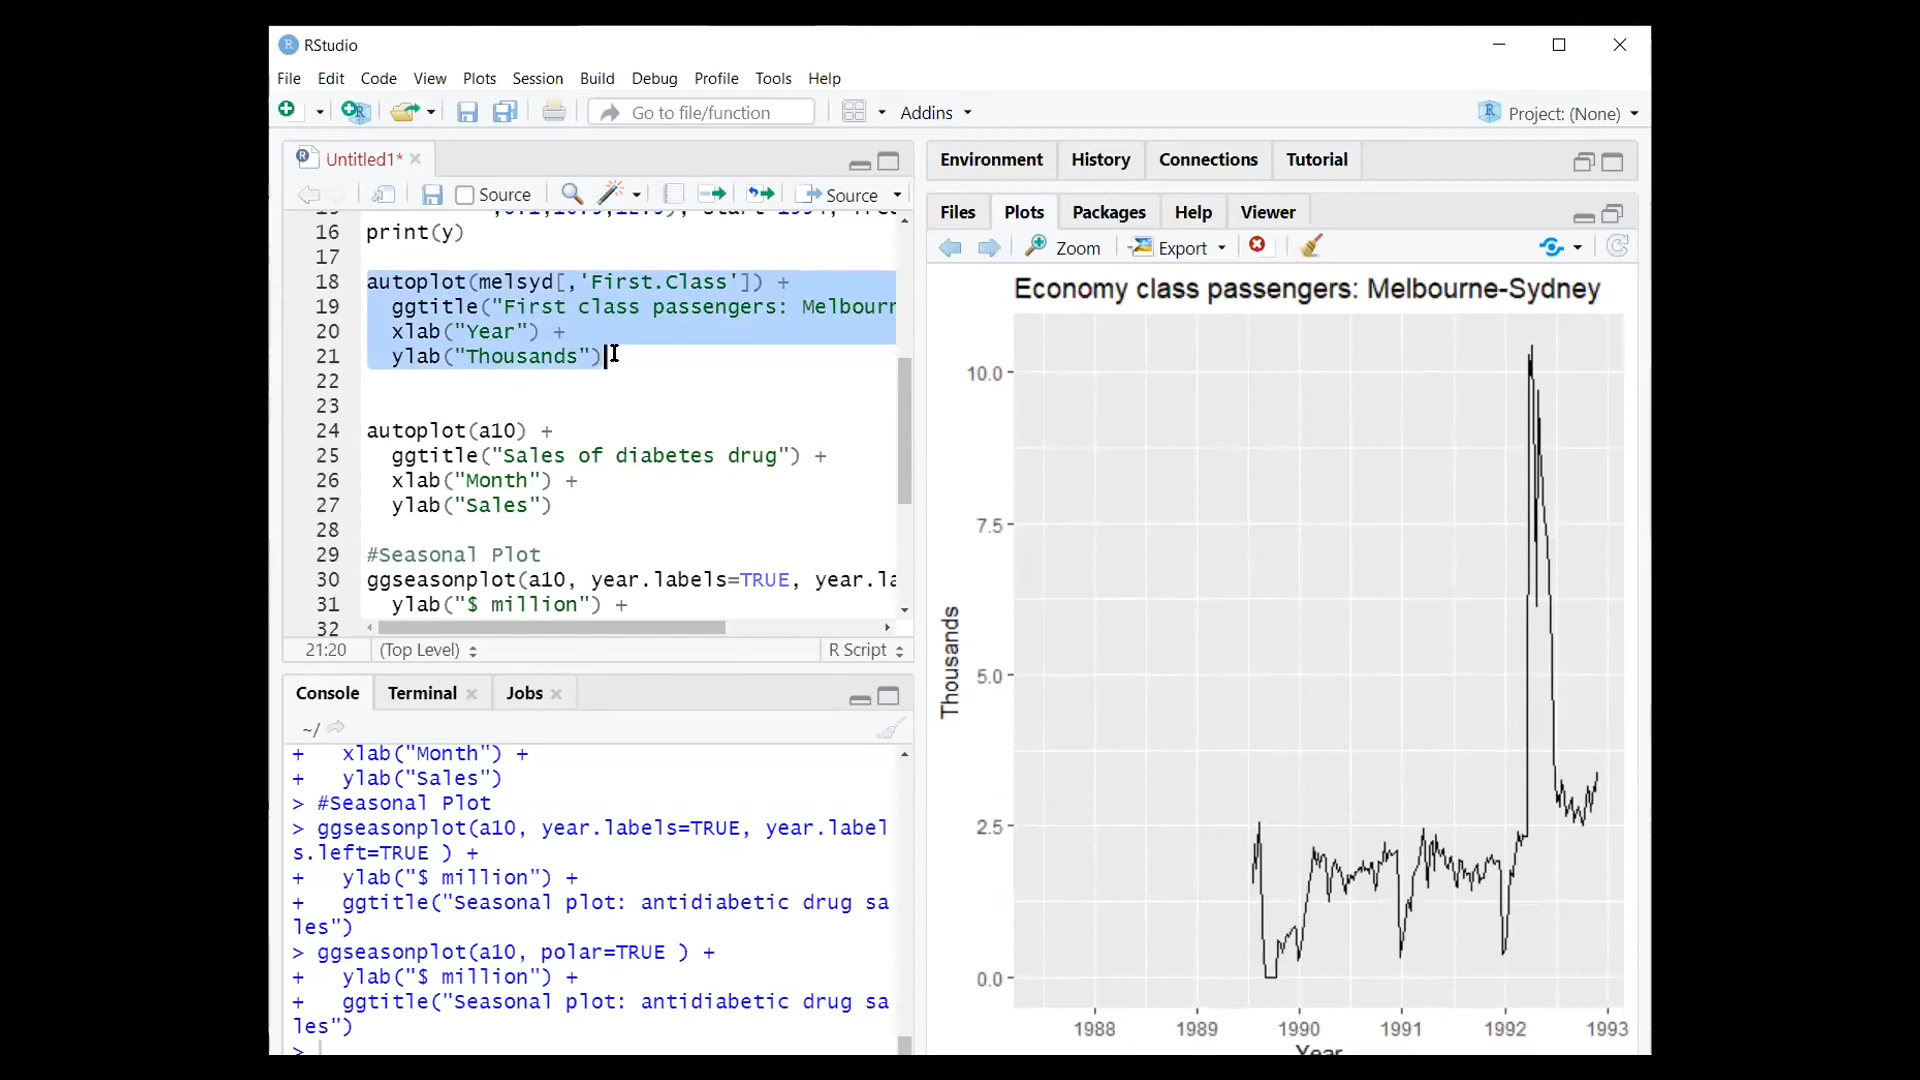 RStudio
File Edit Code View Plots Session Build Debug Profile Tools Help
Go to file/function Addins Project: (None)
Untitled1*
Source Source
16 print(y)
17
18 autoplot(melsyd[,'First.Class']) +
19 ggtitle("First class passengers: Melbourn
20 xlab("Year") +
21 ylab("Thousands")
22
23
24 autoplot(a10) +
25 ggtitle("Sales of diabetes drug") +
26 xlab("Month") +
27 ylab("Sales")
28
29 #Seasonal Plot
30 ggseasonplot(a10, year.labels=TRUE, year.la
31 ylab("$ million") +
32
21:20 (Top Level) R Script
Console Terminal Jobs
~/
+ xlab("Month") +
+ ylab("Sales")
> #Seasonal Plot
> ggseasonplot(a10, year.labels=TRUE, year.label
s.left=TRUE ) +
+ ylab("$ million") +
+ ggtitle("Seasonal plot: antidiabetic drug sa
les")
> ggseasonplot(a10, polar=TRUE ) +
+ ylab("$ million") +
+ ggtitle("Seasonal plot: antidiabetic drug sa
les")
>
Environment History Connections Tutorial
Files Plots Packages Help Viewer
Zoom Export
Economy class passengers: Melbourne-Sydney
Thousands
10.0
7.5
5.0
2.5
0.0
1988 1989 1990 1991 1992 1993
Year